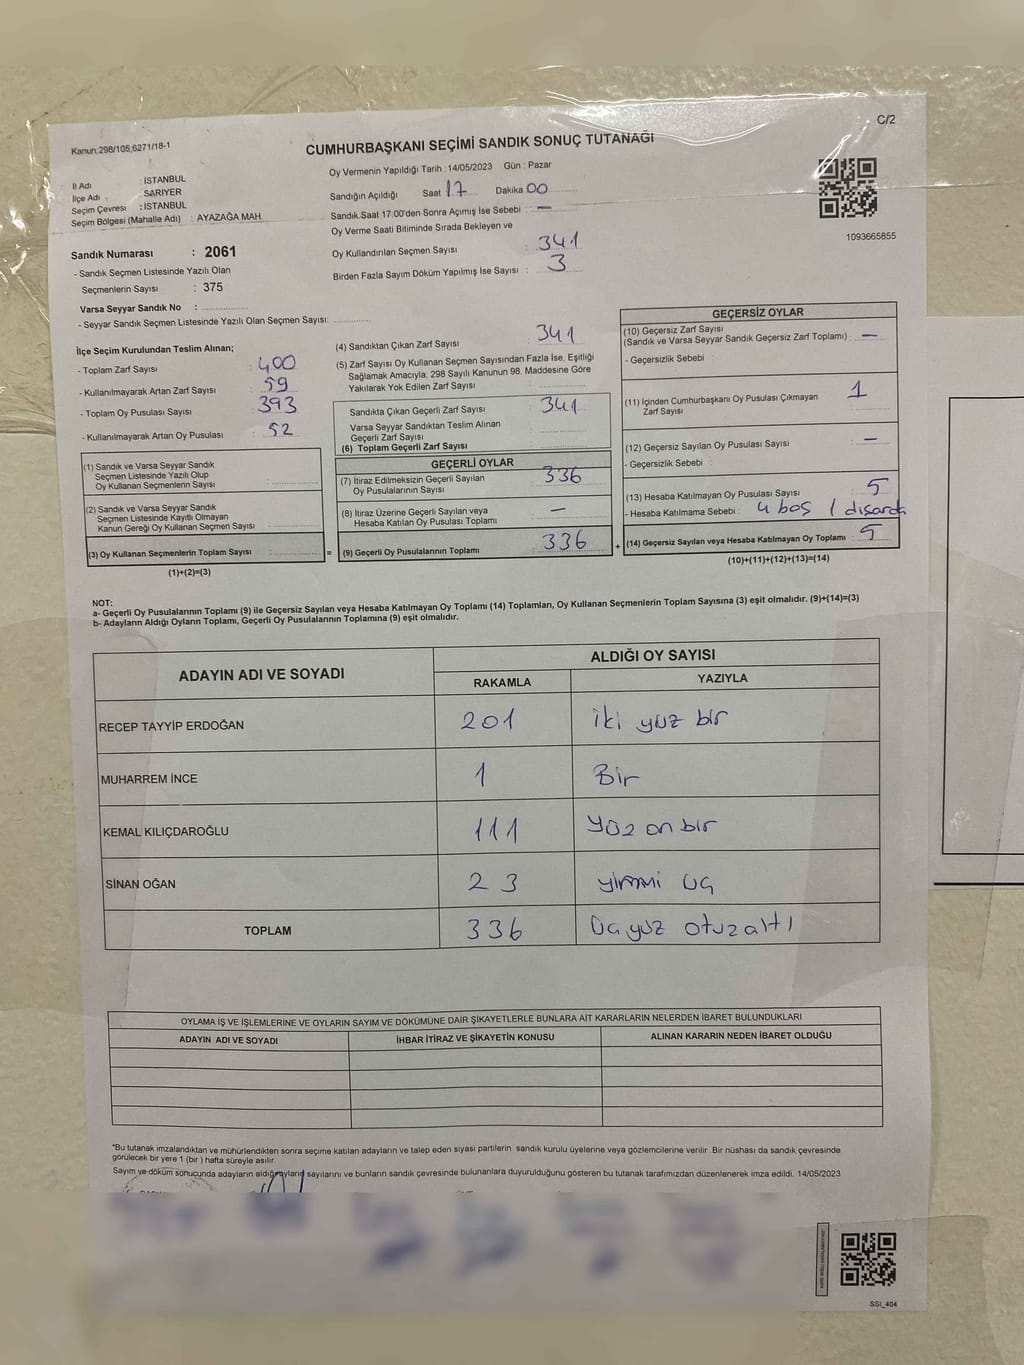 C/2
Kanun:298/105,6271/18-1
CUMHURBAŞKANI SEÇİMİ SANDIK SONUÇ TUTANAĞI
Oy Vermenin Yapıldığı Tarih : 14/05/2023 Gün : Pazar
İl Adı : İSTANBUL
İlçe Adı : SARIYER
Seçim Çevresi : İSTANBUL
Seçim Bölgesi (Mahalle Adı) : AYAZAĞA MAH.
Sandığın Açıldığı Saat 17 Dakika 00
Sandık Saat 17:00'den Sonra Açımış İse Sebebi : —
Oy Verme Saati Bitiminde Sırada Bekleyen ve
Oy Kullandırılan Seçmen Sayısı : 341
Birden Fazla Sayım Döküm Yapılmış İse Sayısı : 3
1093665855
Sandık Numarası : 2061
- Sandık Seçmen Listesinde Yazılı Olan
Seçmenlerin Sayısı : 375
Varsa Seyyar Sandık No :
- Seyyar Sandık Seçmen Listesinde Yazılı Olan Seçmen Sayısı:
İlçe Seçim Kurulundan Teslim Alınan;
- Toplam Zarf Sayısı : 400
- Kullanılmayarak Artan Zarf Sayısı : 59
- Toplam Oy Pusulası Sayısı : 393
- Kullanılmayarak Artan Oy Pusulası : 52
(1) Sandık ve Varsa Seyyar Sandık
Seçmen Listesinde Yazılı Olup
Oy Kullanan Seçmenlerin Sayısı :
(2) Sandık ve Varsa Seyyar Sandık
Seçmen Listesinde Kayıtlı Olmayan
Kanun Gereği Oy Kullanan Seçmen Sayısı :
(3) Oy Kullanan Seçmenlerin Toplam Sayısı : =
(1)+(2)=(3)
(4) Sandıktan Çıkan Zarf Sayısı : 341
(5) Zarf Sayısı Oy Kullanan Seçmen Sayısından Fazla İse, Eşitliği
Sağlamak Amacıyla, 298 Sayılı Kanunun 98. Maddesine Göre
Yakılarak Yok Edilen Zarf Sayısı :
Sandıkta Çıkan Geçerli Zarf Sayısı : 341
Varsa Seyyar Sandıktan Teslim Alınan
Geçerli Zarf Sayısı :
(6) Toplam Geçerli Zarf Sayısı :
GEÇERLİ OYLAR
(7) İtiraz Edilmeksizin Geçerli Sayılan
Oy Pusulalarının Sayısı : 336
(8) İtiraz Üzerine Geçerli Sayılan veya
Hesaba Katılan Oy Pusulası Toplamı : —
(9) Geçerli Oy Pusulalarının Toplamı : 336 +
GEÇERSİZ OYLAR
(10) Geçersiz Zarf Sayısı
(Sandık ve Varsa Seyyar Sandık Geçersiz Zarf Toplamı) : —
- Geçersizlik Sebebi :
(11) İçinden Cumhurbaşkanı Oy Pusulası Çıkmayan
Zarf Sayısı : 1
(12) Geçersiz Sayılan Oy Pusulası Sayısı : —
- Geçersizlik Sebebi :
(13) Hesaba Katılmayan Oy Pusulası Sayısı : 5
- Hesaba Katılmama Sebebi : 4 boş 1 dışarda
(14) Geçersiz Sayılan veya Hesaba Katılmayan Oy Toplamı : 5
(10)+(11)+(12)+(13)=(14)
NOT:
a- Geçerli Oy Pusulalarının Toplamı (9) ile Geçersiz Sayılan veya Hesaba Katılmayan Oy Toplamı (14) Toplamları, Oy Kullanan Seçmenlerin Toplam Sayısına (3) eşit olmalıdır. (9)+(14)=(3)
b- Adayların Aldığı Oyların Toplamı, Geçerli Oy Pusulalarının Toplamına (9) eşit olmalıdır.
ADAYIN ADI VE SOYADI ALDIĞI OY SAYISI
RAKAMLA YAZIYLA
RECEP TAYYİP ERDOĞAN 201 iki yüz bir
MUHARREM İNCE 1 Bir
KEMAL KILIÇDAROĞLU 111 yüz on bir
SİNAN OĞAN 23 yirmi üç
TOPLAM 336 Üç yüz otuz altı
OYLAMA İŞ VE İŞLEMLERİNE VE OYLARIN SAYIM VE DÖKÜMÜNE DAİR ŞİKAYETLERLE BUNLARA AİT KARARLARIN NELERDEN İBARET BULUNDUKLARI
ADAYIN ADI VE SOYADI İHBAR İTİRAZ VE ŞİKAYETİN KONUSU ALINAN KARARIN NEDEN İBARET OLDUĞU
*Bu tutanak imzalandıktan ve mühürlendikten sonra seçime katılan adayların ve talep eden siyasi partilerin sandık kurulu üyelerine veya gözlemcilerine verilir. Bir nüshası da sandık çevresinde
görülecek bir yere 1 (bir ) hafta süreyle asılır.
Sayım ve döküm sonucunda adayların aldığı oyların sayılarını ve bunların sandık çevresinde bulunanlara duyurulduğunu gösteren bu tutanak tarafımızdan düzenlenerek imza edildi. 14/05/2023
SSI_404